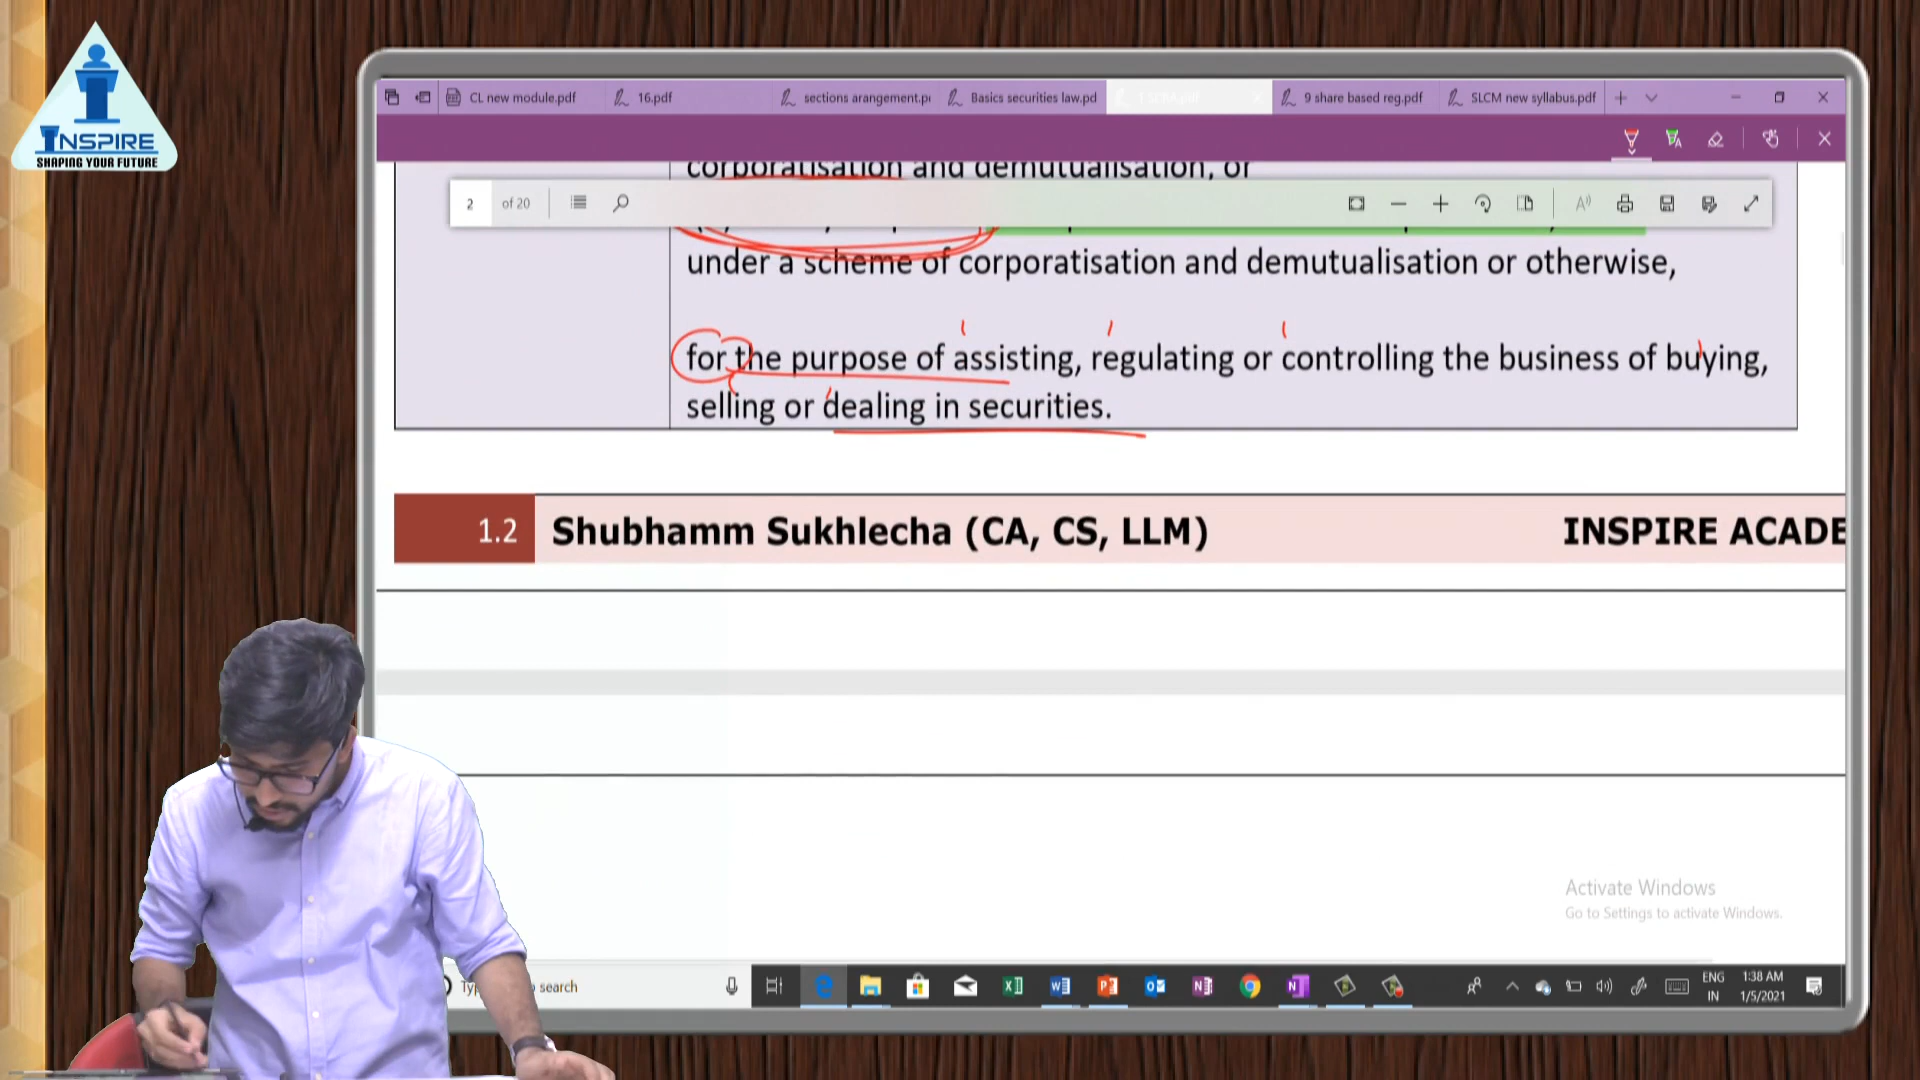 INSPIRE
SHAPING YOUR FUTURE
CL new module.pdf
16.pdf
sections arangement.p
Basics securities law.pd
9 share based reg.pdf
SLCM new syllabus.pdf
corporatisation and demutualisation, or
2 of 20
under a scheme of corporatisation and demutualisation or otherwise,
for the purpose of assisting, regulating or controlling the business of buying,
selling or dealing in securities.
1.2 Shubhamm Sukhlecha (CA, CS, LLM) INSPIRE ACADE
Activate Windows
Go to Settings to activate Windows.
search
ENG
IN
1:38 AM
1/5/2021